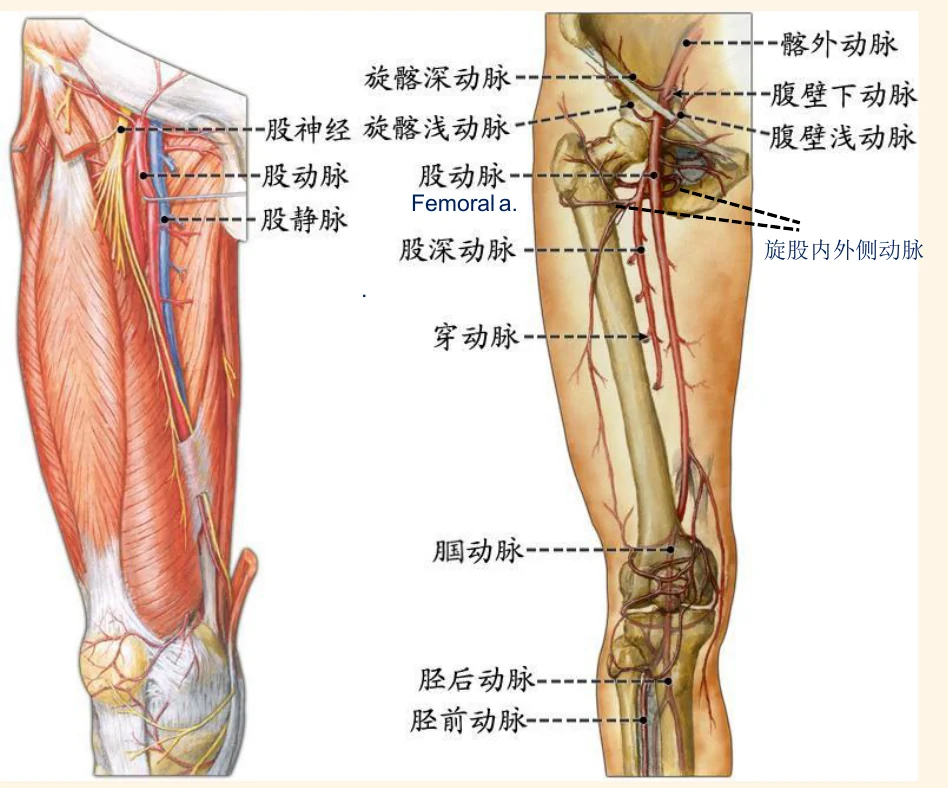 髂外动脉
旋髂深动脉
腹壁下动脉
股神经
旋髂浅动脉
腹壁浅动脉
股动脉
股动脉
Femoral a.
股静脉
旋股内外侧动脉
股深动脉
.
穿动脉
腘动脉
胫后动脉
胫前动脉